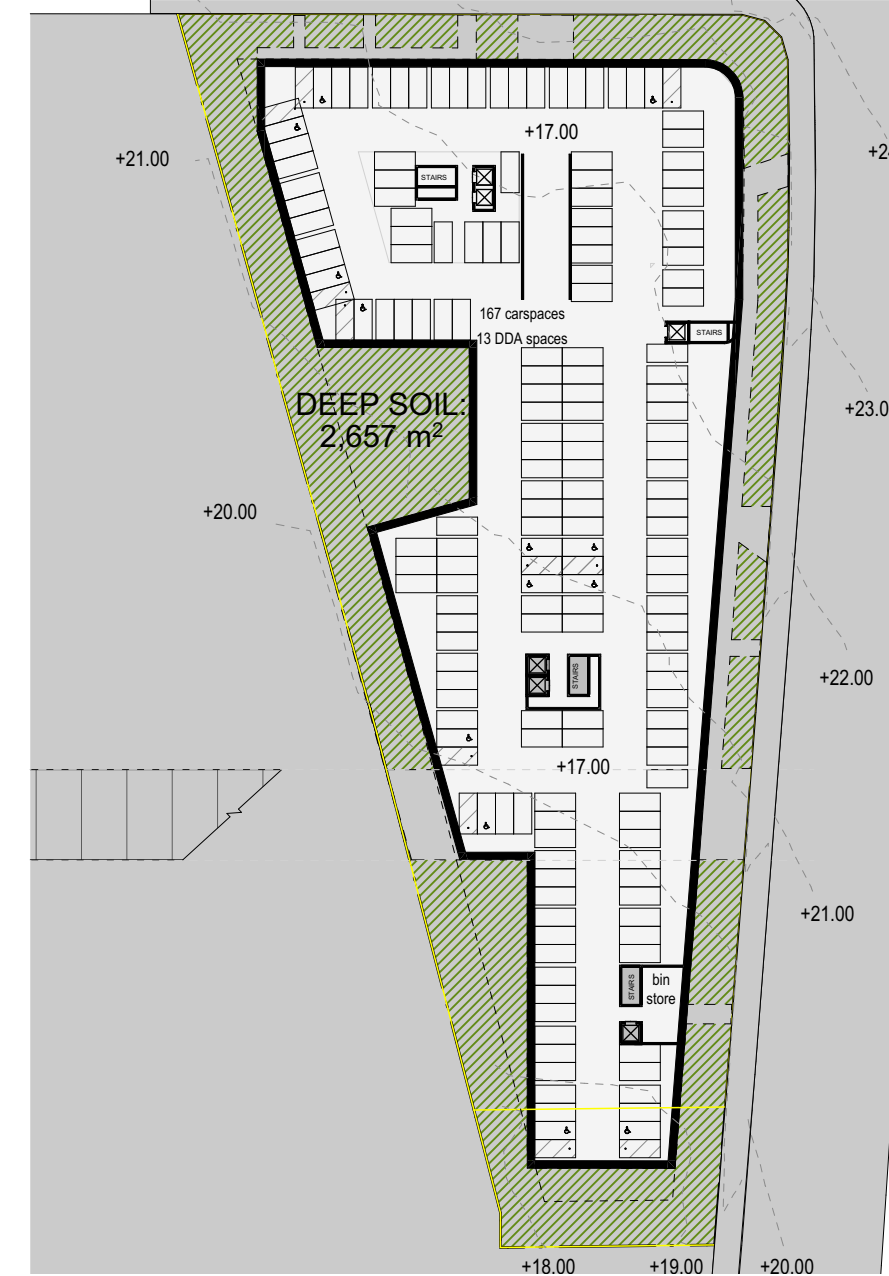 +17.00
+21.00
STAIRS
167 carspaces
13 DDA spaces
STAIRS
DEEP SOIL:
2,657 m²
+23.0
+20.00
STAIRS
+22.00
+17.00
+21.00
STAIRS
bin
store
+18.00
+19.00
+20.00